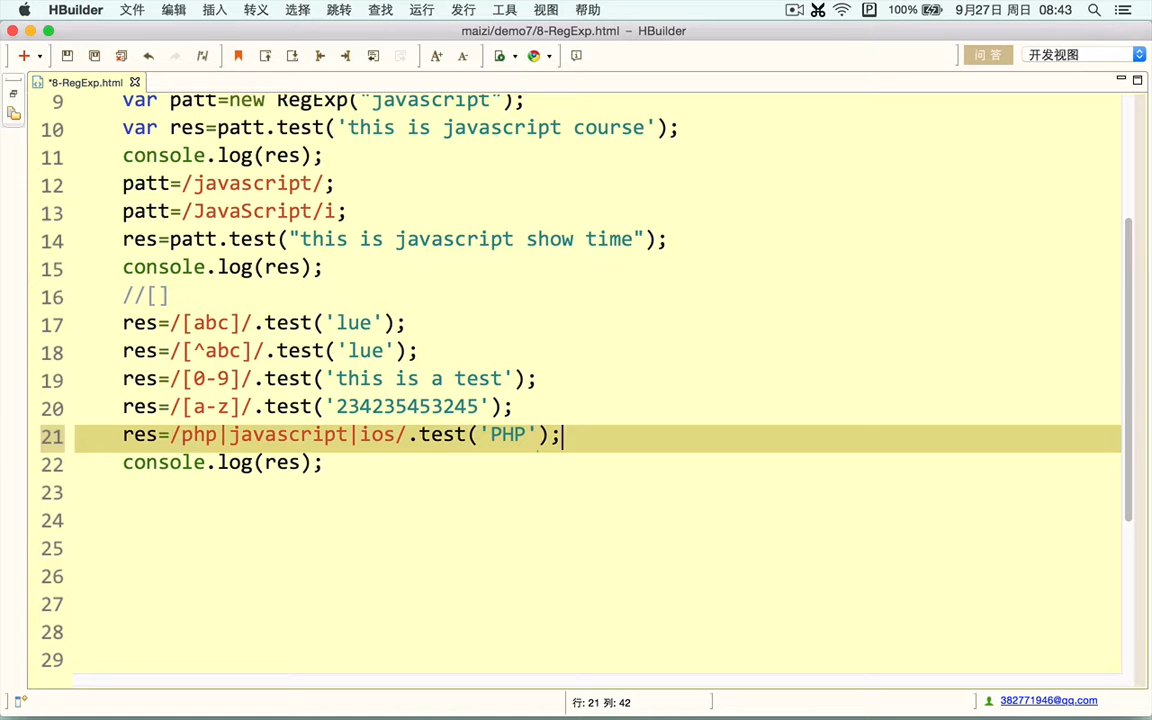 HBuilder 文件 编辑 插入 转义 选择 跳转 查找 运行 发行 工具 视图 帮助 100% 9月27日 周日 08:43
maizi/demo7/8-RegExp.html – HBuilder
问 答 开发视图
*8-RegExp.html
9 var patt=new RegExp("javascript");
10 var res=patt.test('this is javascript course');
11 console.log(res);
12 patt=/javascript/;
13 patt=/JavaScript/i;
14 res=patt.test("this is javascript show time");
15 console.log(res);
16 //[]
17 res=/[abc]/.test('lue');
18 res=/[^abc]/.test('lue');
19 res=/[0-9]/.test('this is a test');
20 res=/[a-z]/.test('234235453245');
21 res=/php|javascript|ios/.test('PHP');
22 console.log(res);
23
24
25
26
27
28
29
行: 21 列: 42 382771946@qq.com